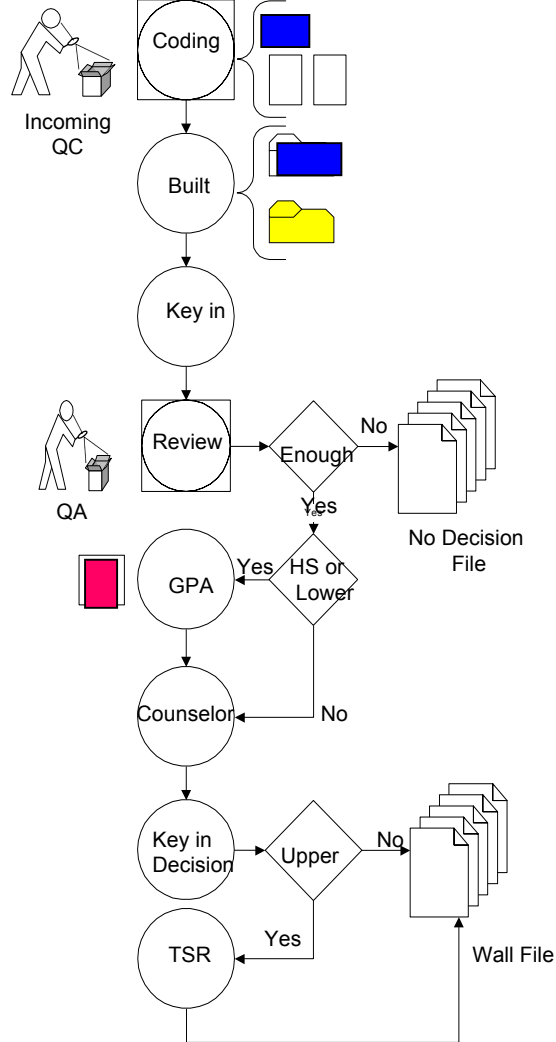 Coding
Incoming
QC
Built
Key in
Review
Enough
No
QA
Yes
Yes
No Decision
File
Yes
HS or
Lower
GPA
Counselor
No
Key in
Decision
Upper
No
Yes
TSR
Wall File